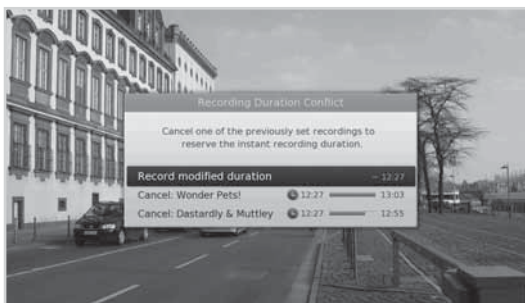 Recording Duration Conflict
Cancel one of the previously set recordings to
reserve the instant recording duration.
Record modified duration ~ 12:27
Cancel: Wonder Pets! 12:27 13:03
Cancel: Dastardly & Muttley 12:27 12:55